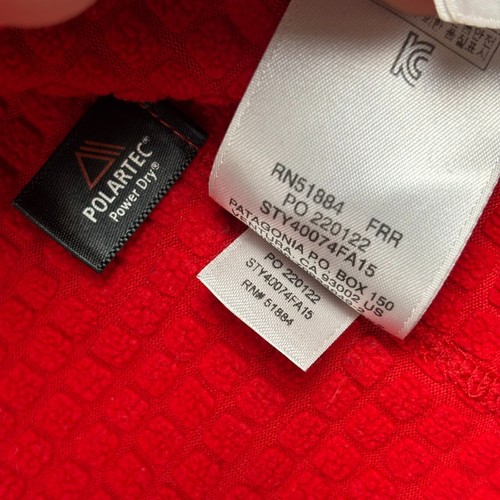 POLARTEC®
Power Dry®
RN51884 FRR
PO 220122
STY40074FA15
PATAGONIA P.O. BOX 150
VENTURA, CA 93002 US
PO 220122
STY40074FA15
RN# 51884